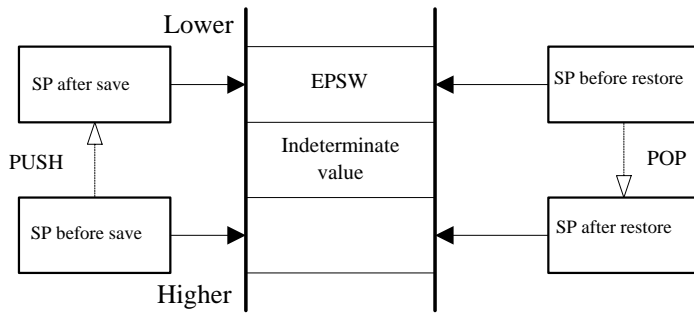 Lower
SP after save
EPSW
SP before restore
PUSH
Indeterminate
value
POP
SP before save
SP after restore
Higher